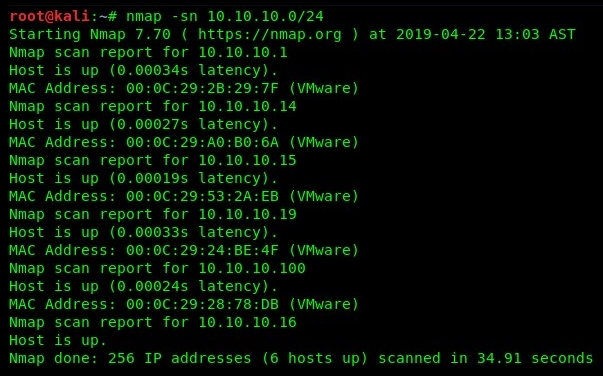 root@kali:~# nmap -sn 10.10.10.0/24
Starting Nmap 7.70 ( https://nmap.org ) at 2019-04-22 13:03 AST
Nmap scan report for 10.10.10.1
Host is up (0.00034s latency).
MAC Address: 00:0C:29:2B:29:7F (VMware)
Nmap scan report for 10.10.10.14
Host is up (0.00027s latency).
MAC Address: 00:0C:29:A0:B0:6A (VMware)
Nmap scan report for 10.10.10.15
Host is up (0.00019s latency).
MAC Address: 00:0C:29:53:2A:EB (VMware)
Nmap scan report for 10.10.10.19
Host is up (0.00033s latency).
MAC Address: 00:0C:29:24:BE:4F (VMware)
Nmap scan report for 10.10.10.100
Host is up (0.00024s latency).
MAC Address: 00:0C:29:28:78:DB (VMware)
Nmap scan report for 10.10.10.16
Host is up.
Nmap done: 256 IP addresses (6 hosts up) scanned in 34.91 seconds